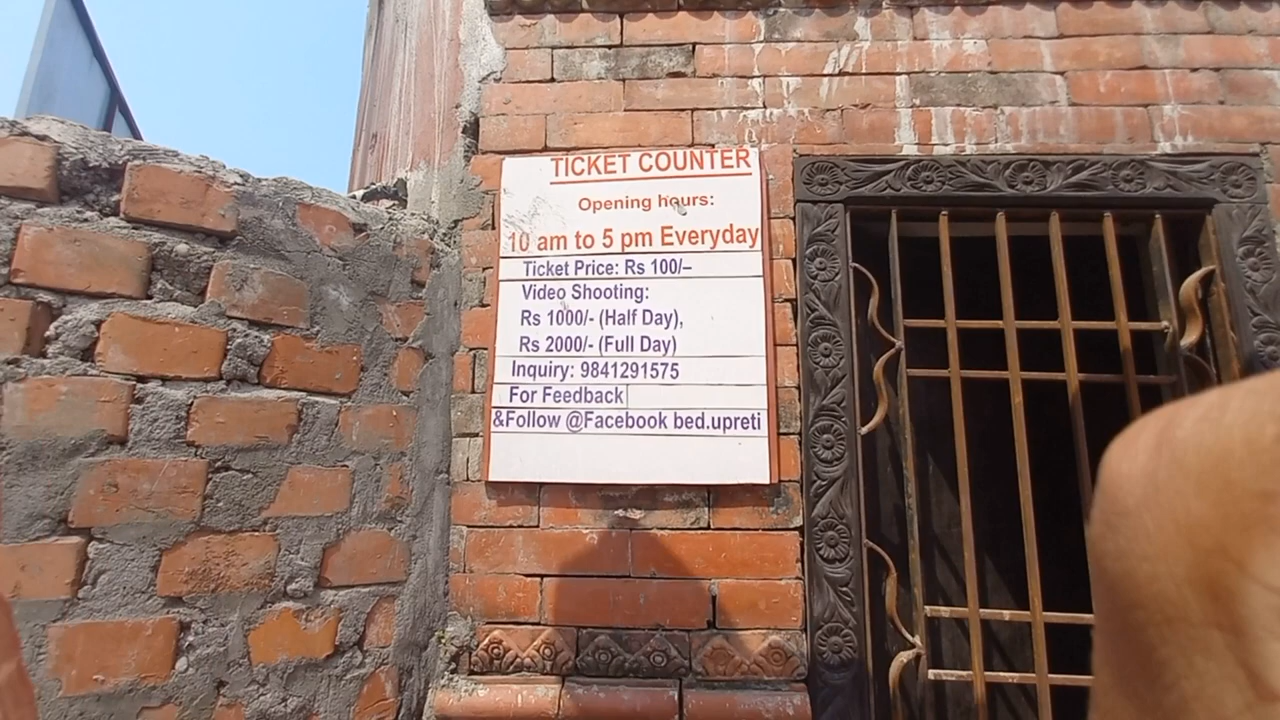 TICKET COUNTER
Opening hours:
10 am to 5 pm Everyday
Ticket Price: Rs 100/–
Video Shooting:
Rs 1000/- (Half Day),
Rs 2000/- (Full Day)
Inquiry: 9841291575
For Feedback
&Follow @Facebook bed.upreti